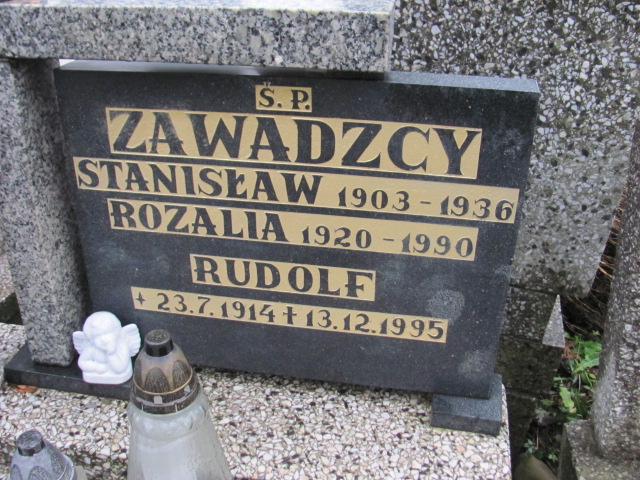 Ś. P.
ZAWADZCY
STANISŁAW 1903 - 1936
ROZALIA 1920 - 1990
RUDOLF
+ 23.7.1914 † 13.12.1995